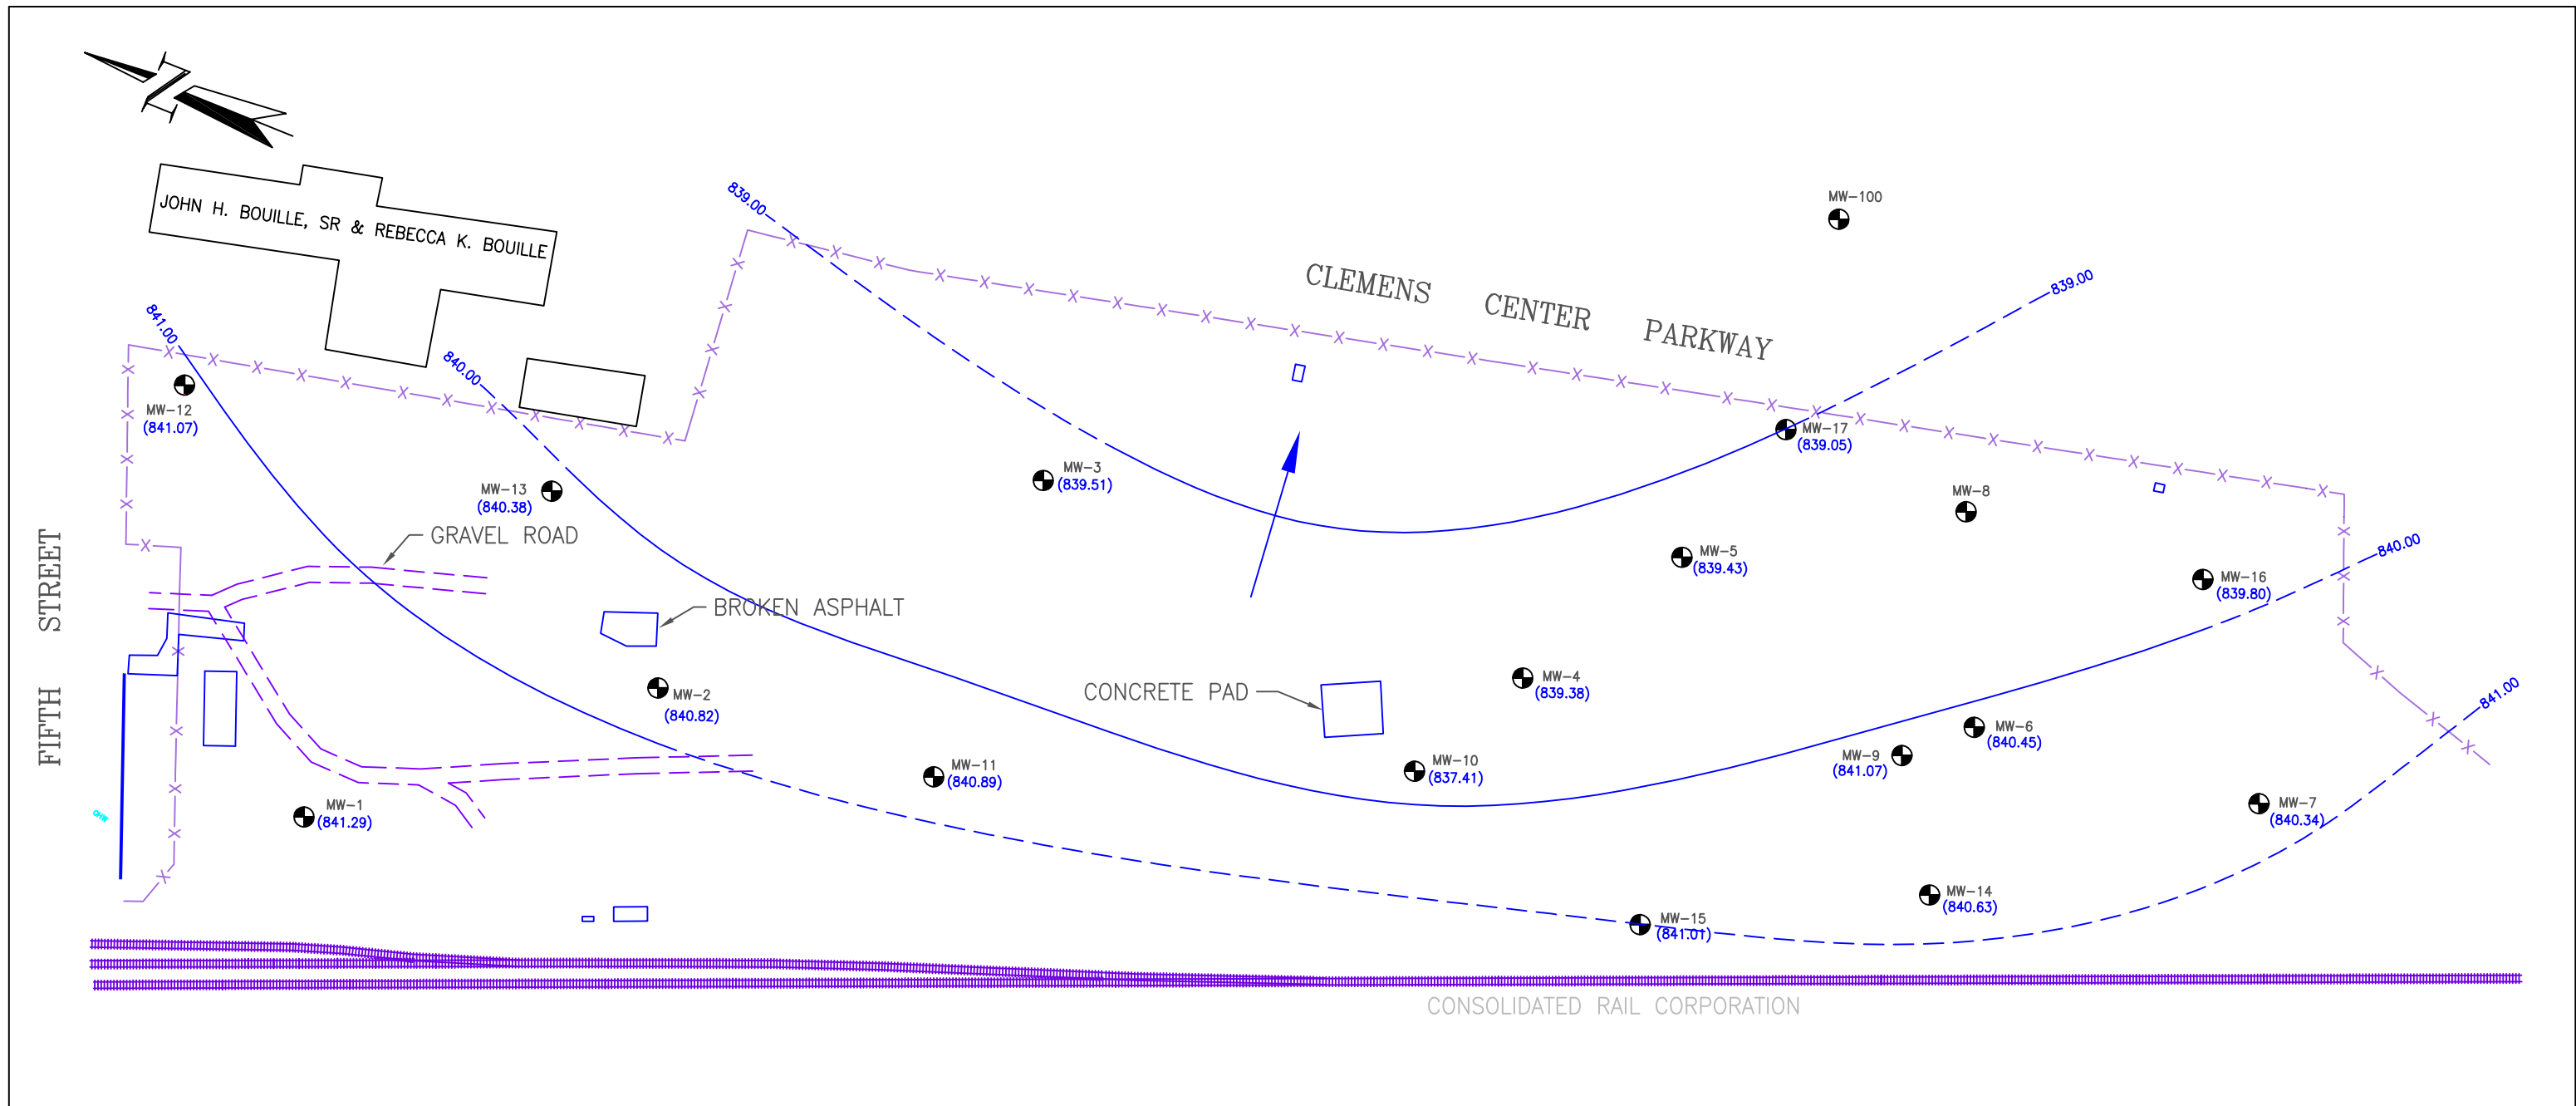 MW-100
839.00
JOHN H. BOUILLE, SR & REBECCA K. BOUILLE
CLEMENS CENTER PARKWAY
839.00
841.00
840.00
MW-12
(841.07)
MW-13
(840.38)
MW-3
(839.51)
MW-17
(839.05)
MW-8
GRAVEL ROAD
MW-5
(839.43)
840.00
MW-16
(839.80)
FIFTH STREET
BROKEN ASPHALT
MW-2
(840.82)
CONCRETE PAD
MW-4
(839.38)
841.00
MW-6
(840.45)
MW-9
(841.07)
MW-11
(840.89)
MW-10
(837.41)
MW-1
(841.29)
MW-7
(840.34)
OHW
MW-14
(840.63)
MW-15
(841.01)
CONSOLIDATED RAIL CORPORATION